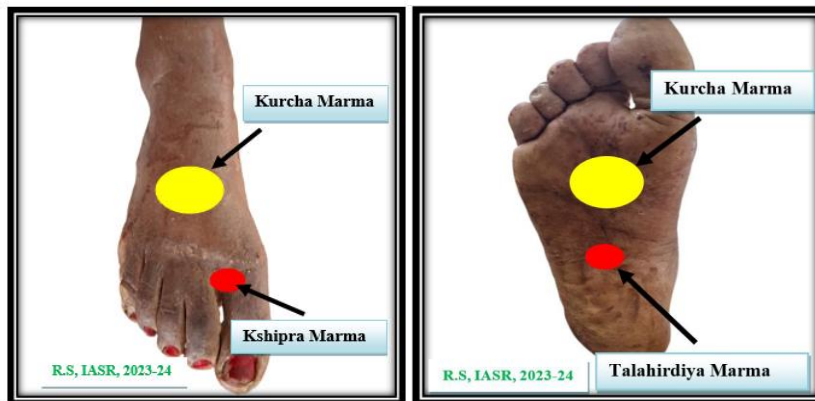 Kurcha Marma
Kshipra Marma
R.S, IASR, 2023-24
Kurcha Marma
Talahirdiya Marma
R.S, IASR, 2023-24